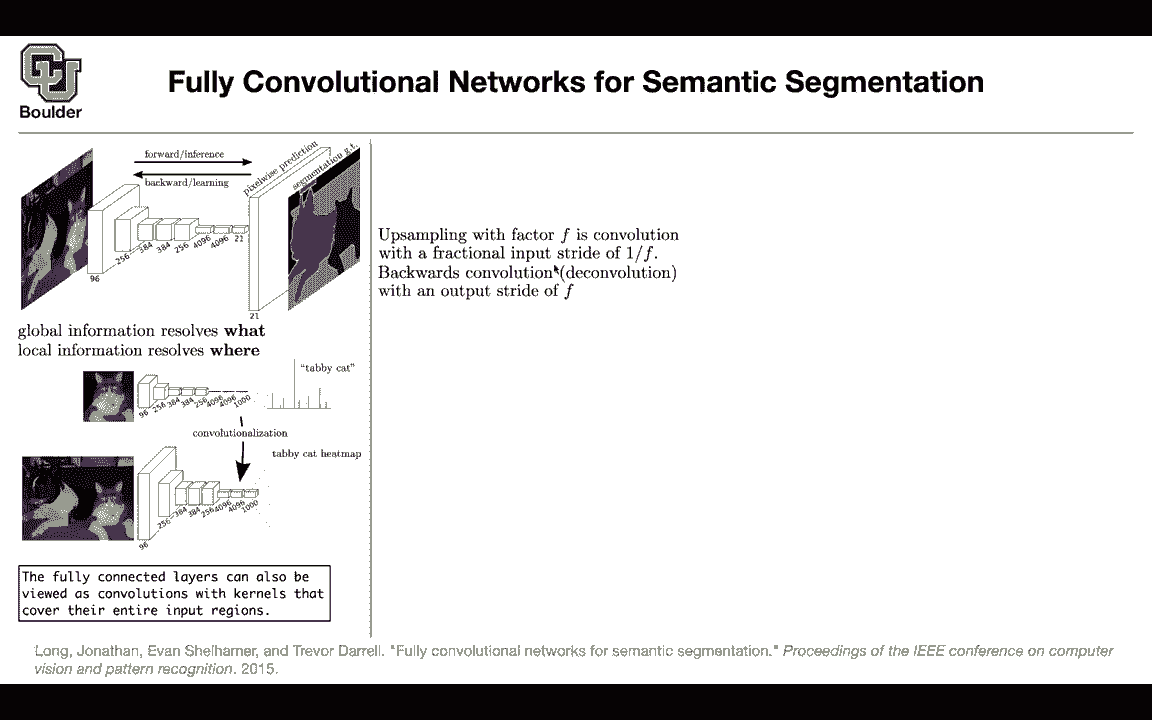 CU
Boulder
Fully Convolutional Networks for Semantic Segmentation
forward/inference
backward/learning
pixelwise prediction
segmentation g.t.
96
256
384
384
256
4096
4096
21
21
global information resolves what
local information resolves where
"tabby cat"
96
256
384
384
256
4096
4096
1000
convolutionalization
tabby cat heatmap
96
256
384
384
256
4096
4096
1000
The fully connected layers can also be
viewed as convolutions with kernels that
cover their entire input regions.
Upsampling with factor f is convolution
with a fractional input stride of 1/f.
Backwards convolution (deconvolution)
with an output stride of f
Long, Jonathan, Evan Shelhamer, and Trevor Darrell. "Fully convolutional networks for semantic segmentation." Proceedings of the IEEE conference on computer
vision and pattern recognition. 2015.